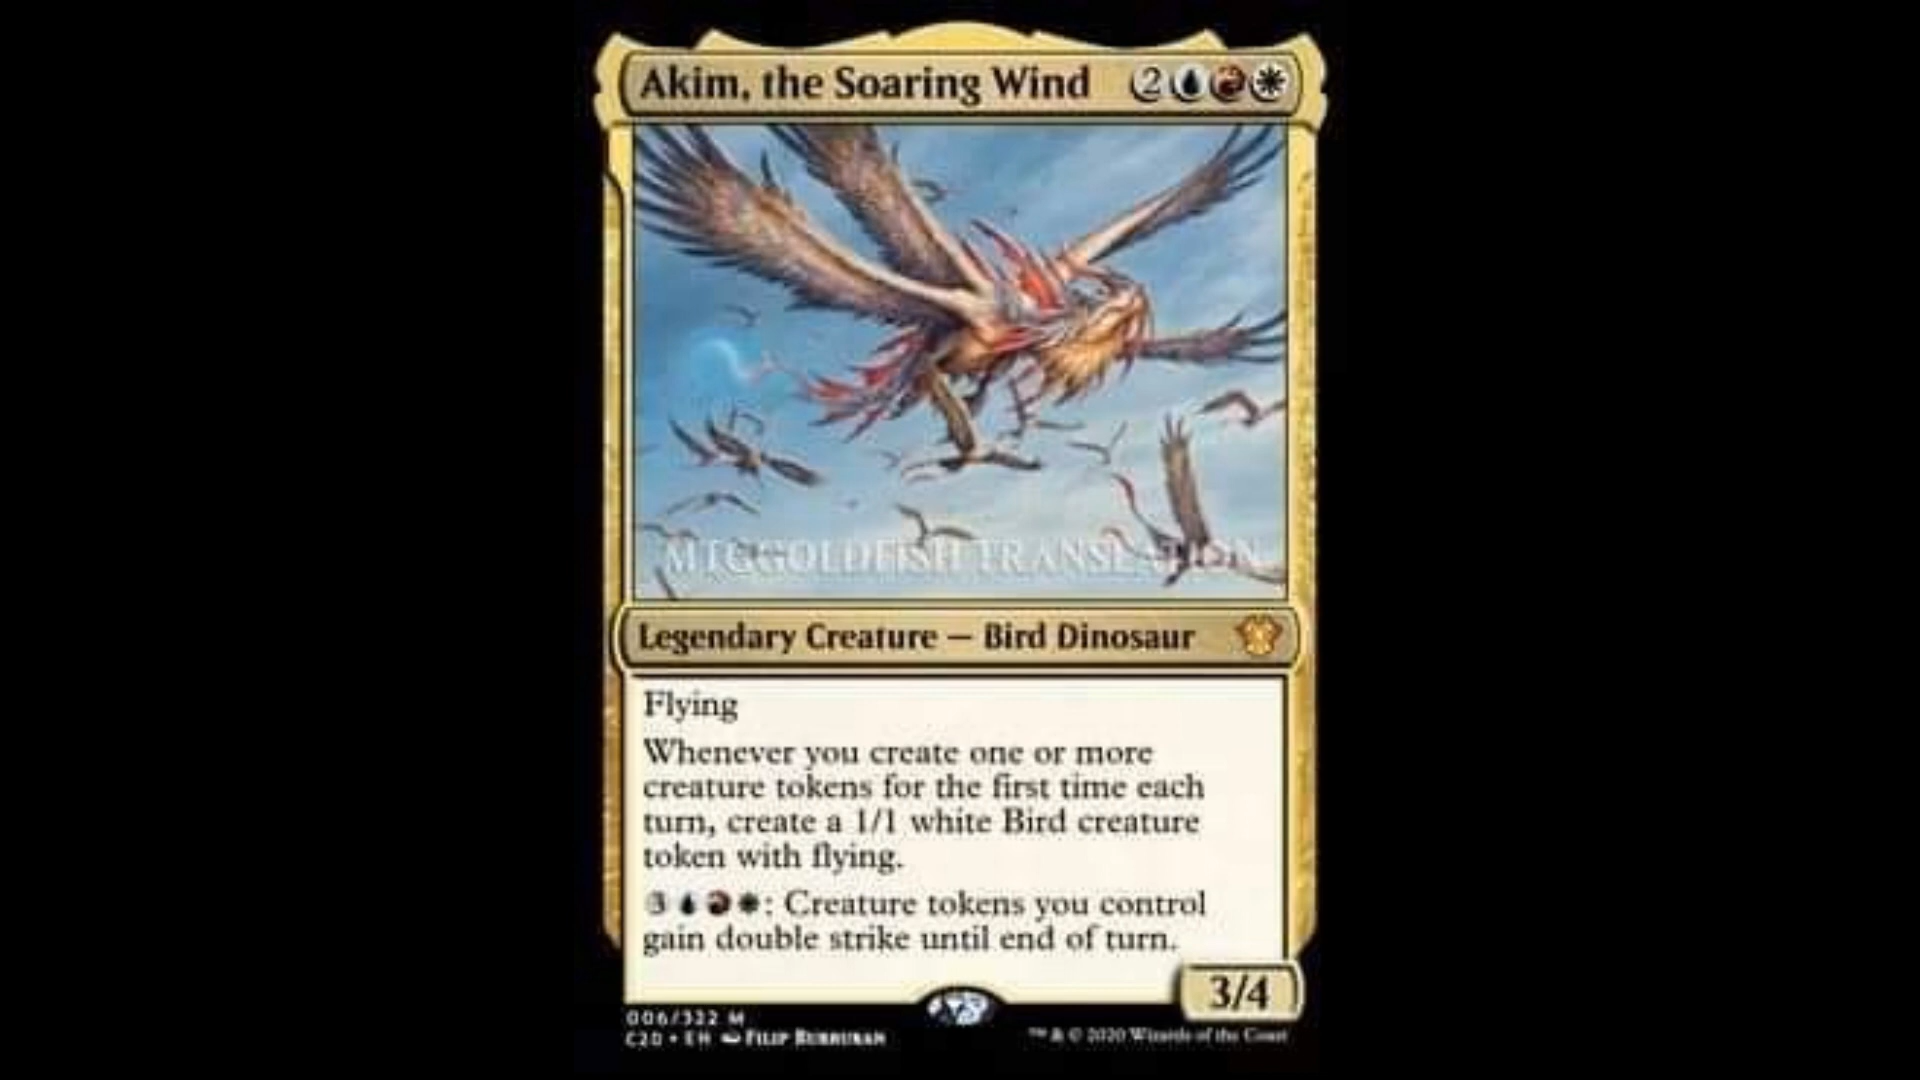 Akim, the Soaring Wind 2
MTGGOLDFISH TRANSLATION
Legendary Creature — Bird Dinosaur
Flying
Whenever you create one or more
creature tokens for the first time each
turn, create a 1/1 white Bird creature
token with flying.
3 : Creature tokens you control
gain double strike until end of turn.
3/4
006/322 M
C20 • EN FILIP BURBURAN
™ & © 2020 Wizards of the Coast